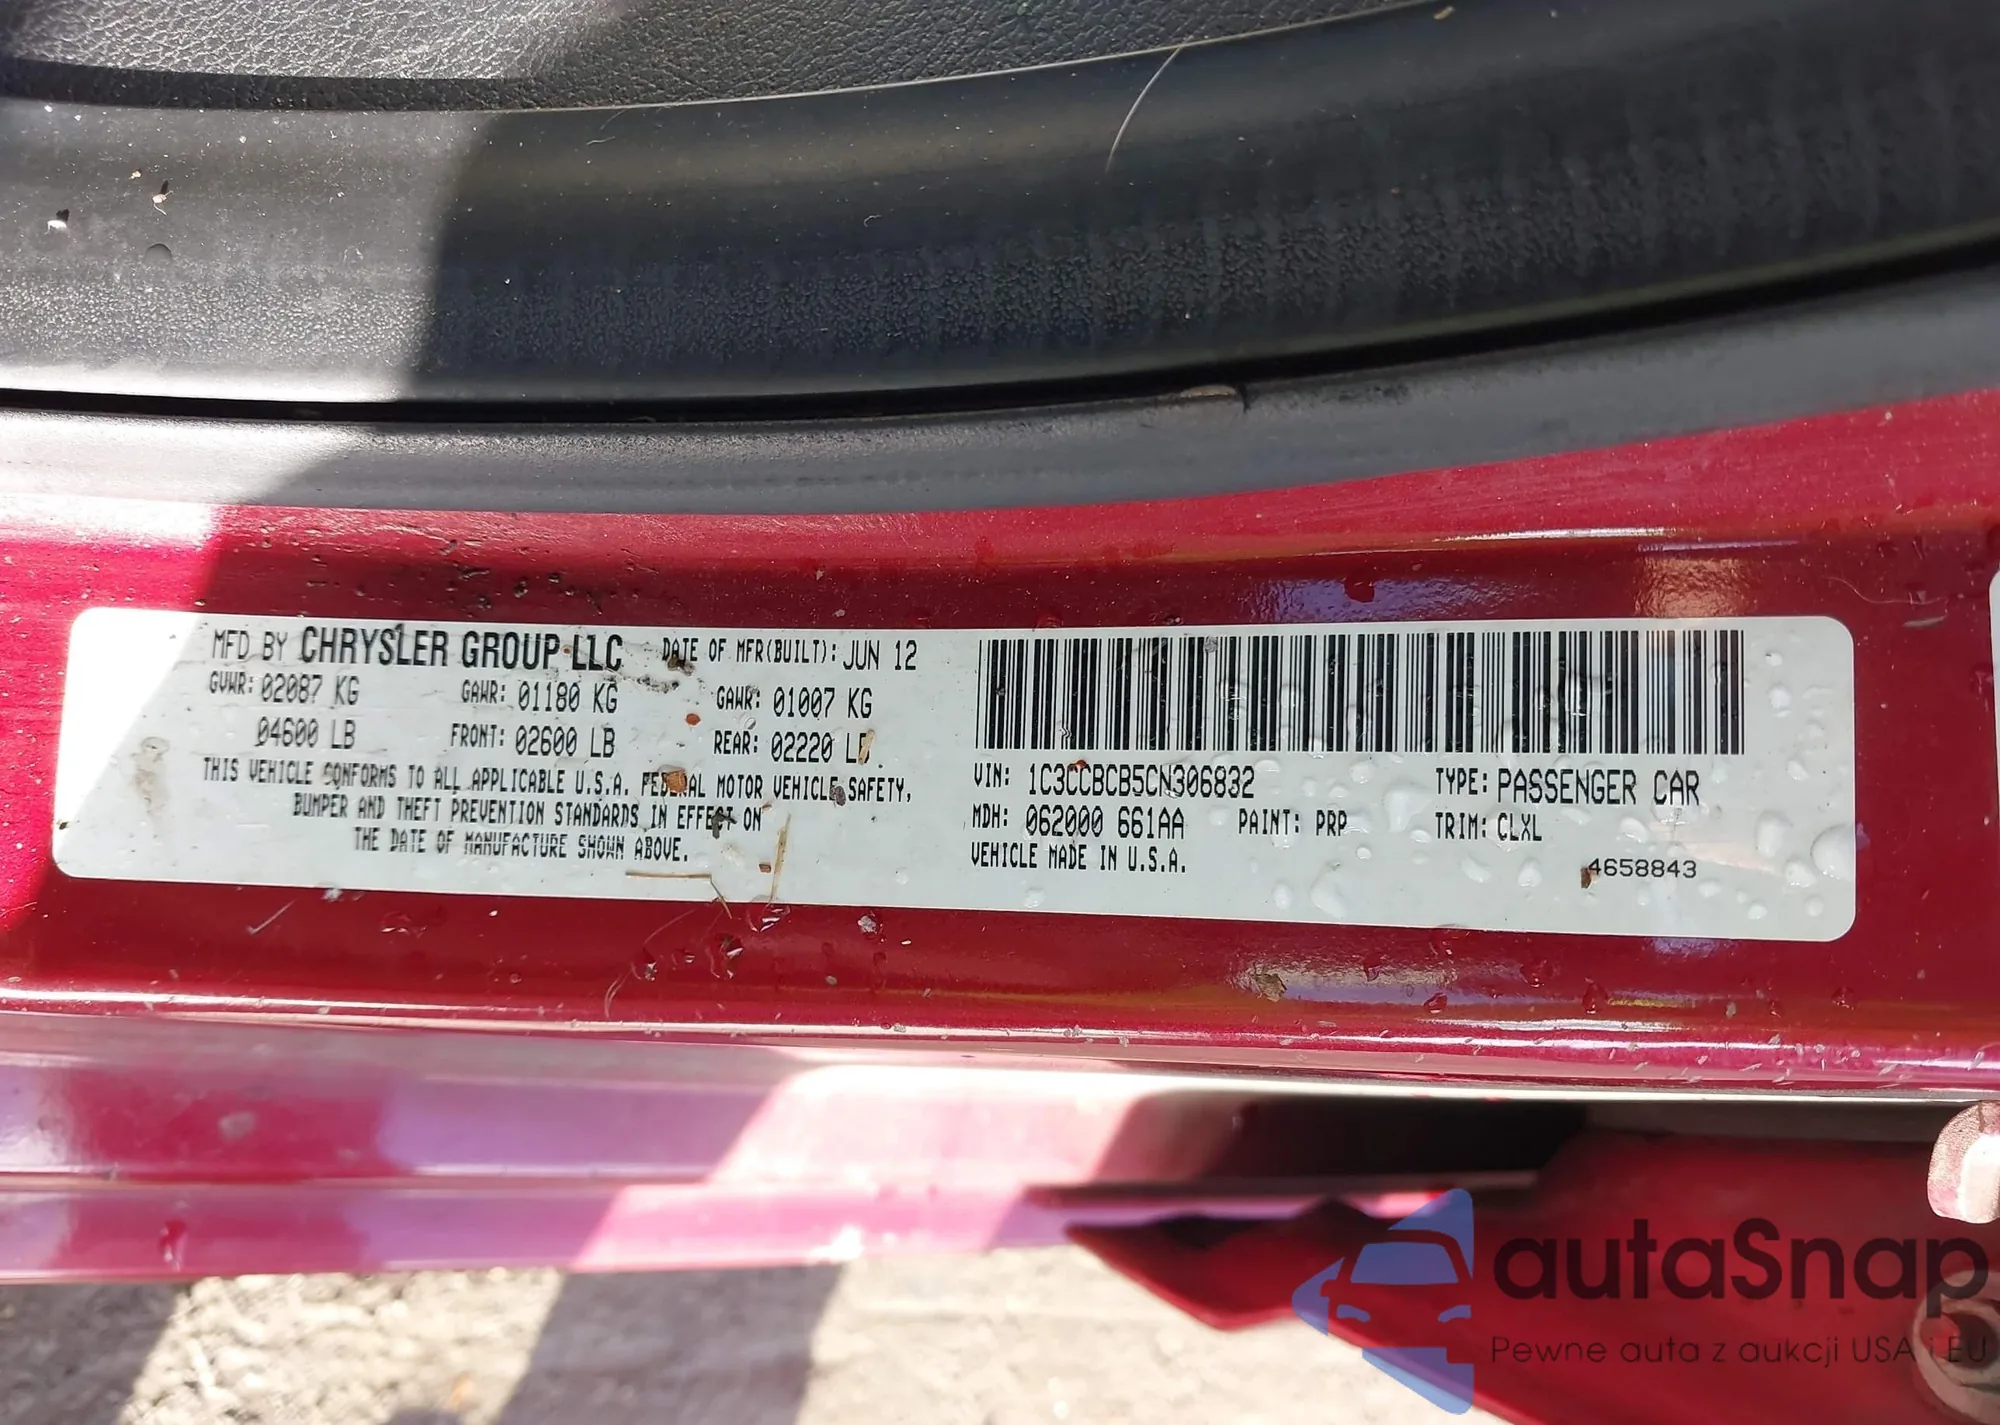 MFD BY CHRYSLER GROUP LLC DATE OF MFR(BUILT): JUN 12
GVWR: 02087 KG GAWR: 01180 KG GAWR: 01007 KG
04600 LB FRONT: 02600 LB REAR: 02220 LB
THIS VEHICLE CONFORMS TO ALL APPLICABLE U.S.A. FEDERAL MOTOR VEHICLE SAFETY,
BUMPER AND THEFT PREVENTION STANDARDS IN EFFECT ON
THE DATE OF MANUFACTURE SHOWN ABOVE.
VIN: 1C3CCBCB5CN306832 TYPE: PASSENGER CAR
MDH: 062000 661AA PAINT: PRP TRIM: CLXL
VEHICLE MADE IN U.S.A.
4658843
autaSnap
Pewne auta z aukcji USA i EU